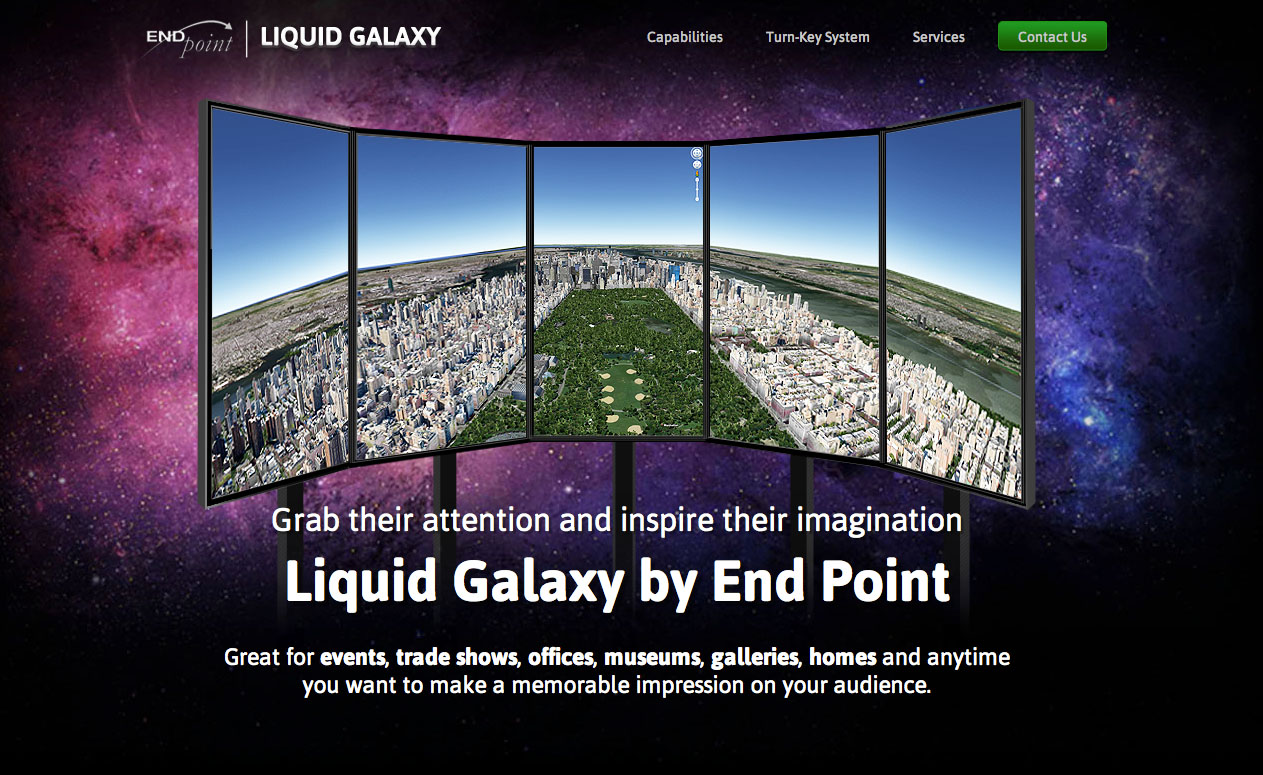 END point | LIQUID GALAXY
Capabilities Turn-Key System Services Contact Us
Grab their attention and inspire their imagination
Liquid Galaxy by End Point
Great for events, trade shows, offices, museums, galleries, homes and anytime
you want to make a memorable impression on your audience.